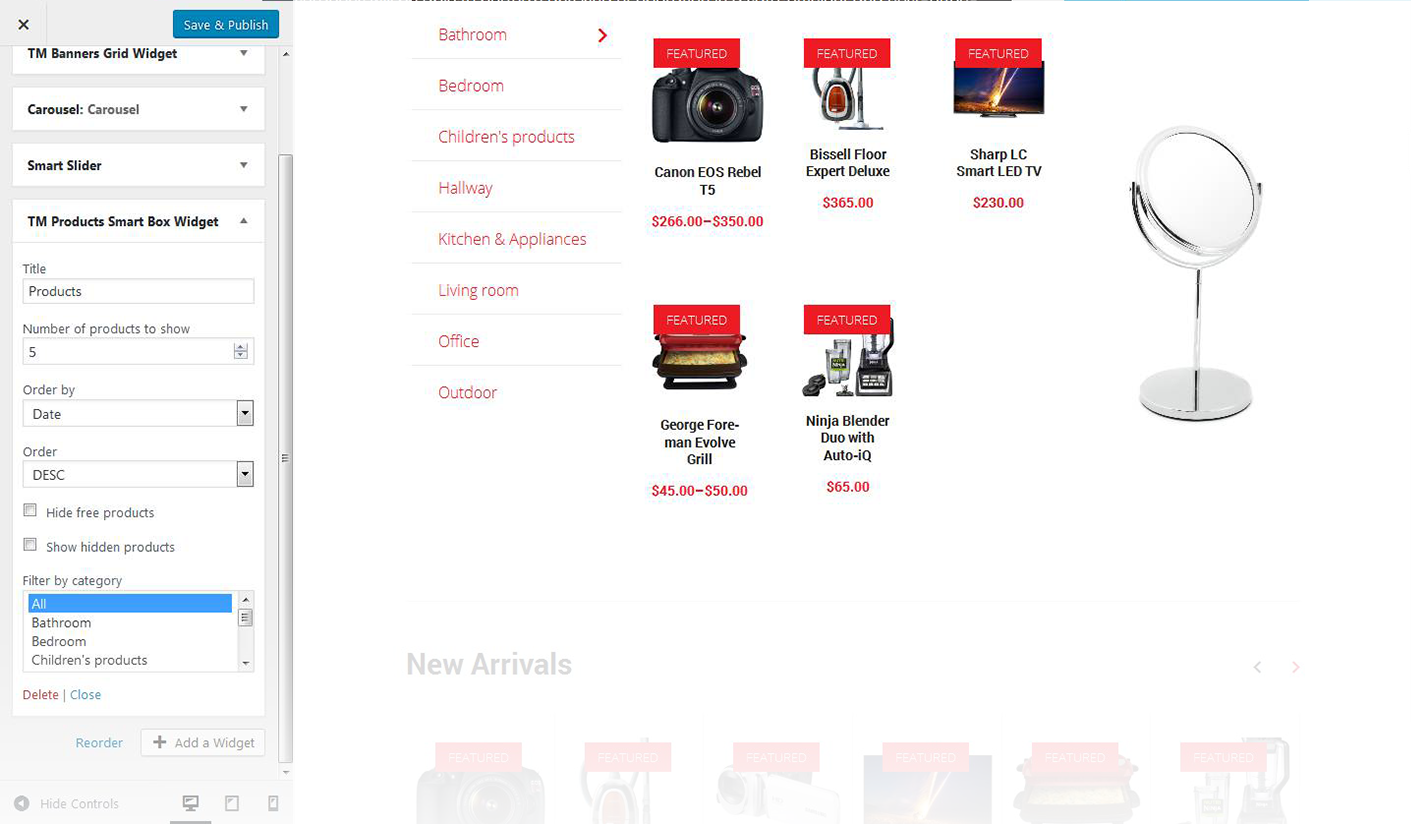 Save & Publish
TM Banners Grid Widget
Carousel: Carousel
Smart Slider
TM Products Smart Box Widget
Title
Products
Number of products to show
5
Order by
Date
Order
DESC
Hide free products
Show hidden products
Filter by category
All
Bathroom
Bedroom
Children's products
Delete | Close
Reorder
Add a Widget
Hide Controls
Bathroom
Bedroom
Children's products
Hallway
Kitchen & Appliances
Living room
Office
Outdoor
FEATURED
Canon EOS Rebel
T5
$266.00–$350.00
FEATURED
Bissell Floor
Expert Deluxe
$365.00
FEATURED
Sharp LC
Smart LED TV
$230.00
FEATURED
George Fore-
man Evolve
Grill
$45.00–$50.00
FEATURED
Ninja Blender
Duo with
Auto-iQ
$65.00
New Arrivals
FEATURED
FEATURED
FEATURED
FEATURED
FEATURED
FEATURED